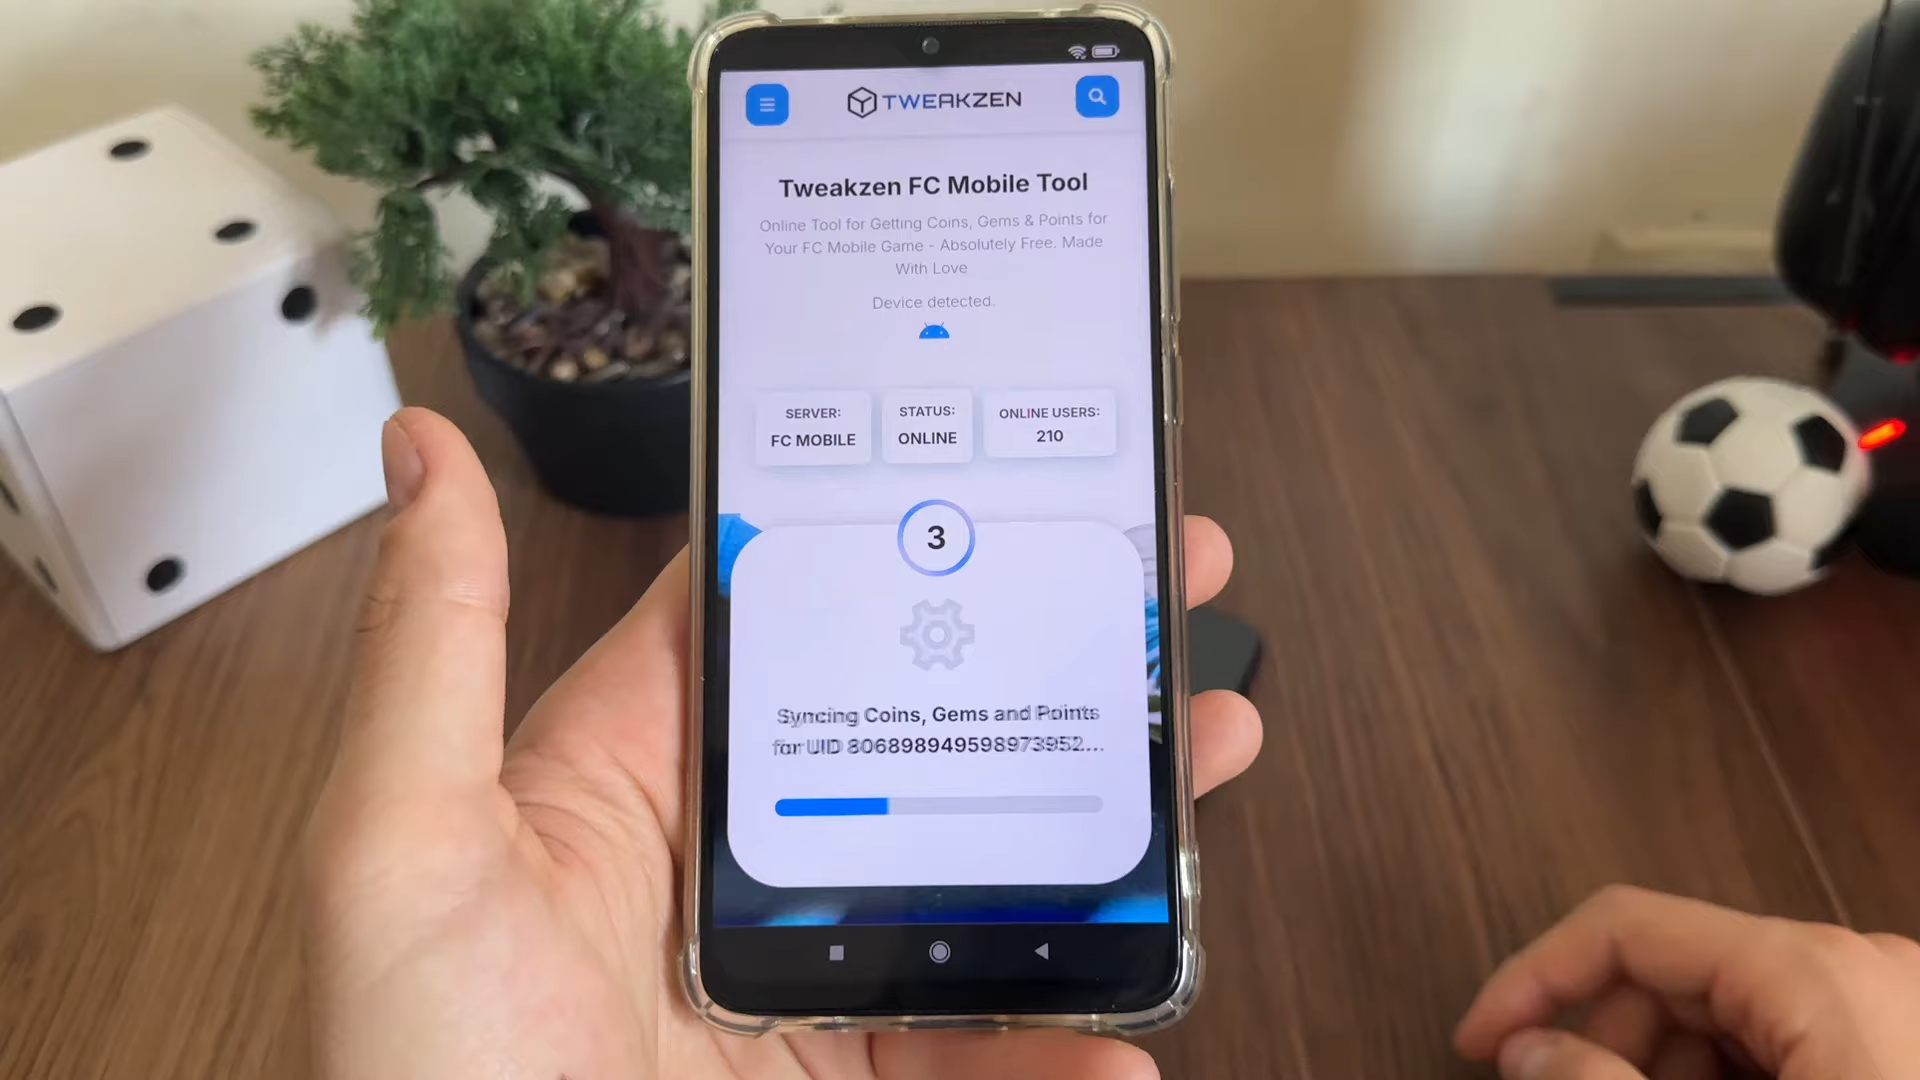 TWEAKZEN
Tweakzen FC Mobile Tool
Online Tool for Getting Coins, Gems & Points for
Your FC Mobile Game - Absolutely Free. Made
With Love
Device detected.
SERVER:
FC MOBILE
STATUS:
ONLINE
ONLINE USERS:
210
3
Syncing Coins, Gems and Points
for UID 806898949598973952...